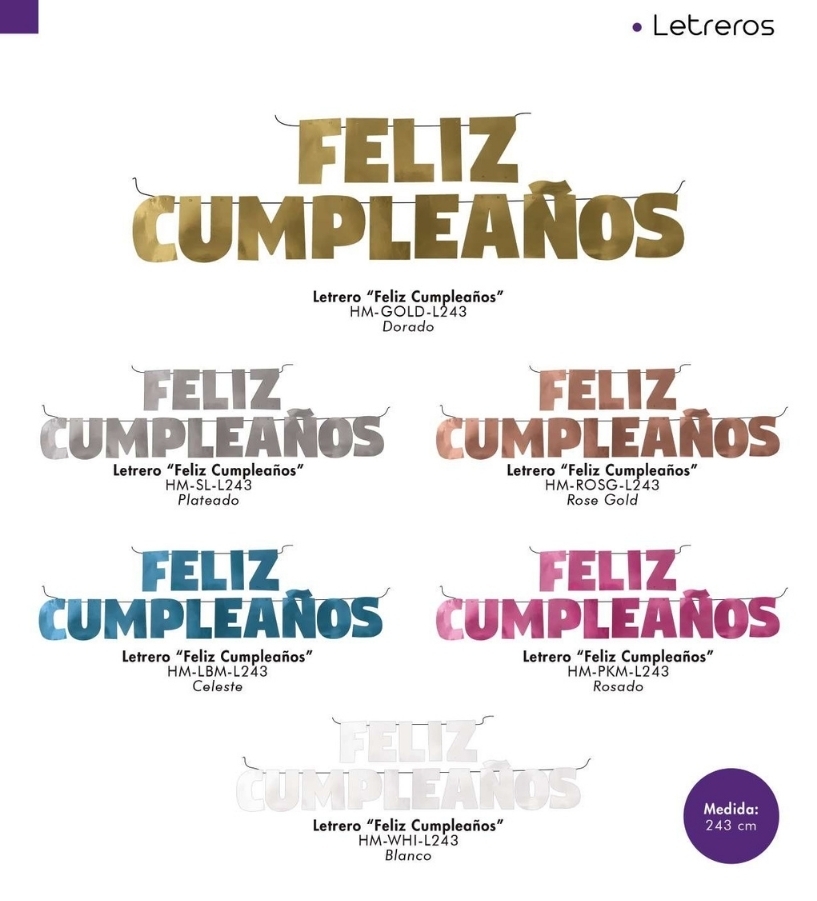 • Letreros
FELIZ
CUMPLEAÑOS
Letrero “Feliz Cumpleaños”
HM-GOLD-L243
Dorado
FELIZ
CUMPLEAÑOS
Letrero “Feliz Cumpleaños”
HM-SL-L243
Plateado
FELIZ
CUMPLEAÑOS
Letrero “Feliz Cumpleaños”
HM-ROSG-L243
Rose Gold
FELIZ
CUMPLEAÑOS
Letrero “Feliz Cumpleaños”
HM-LBM-L243
Celeste
FELIZ
CUMPLEAÑOS
Letrero “Feliz Cumpleaños”
HM-PKM-L243
Rosado
FELIZ
CUMPLEAÑOS
Letrero “Feliz Cumpleaños”
HM-WHI-L243
Blanco
Medida:
243 cm